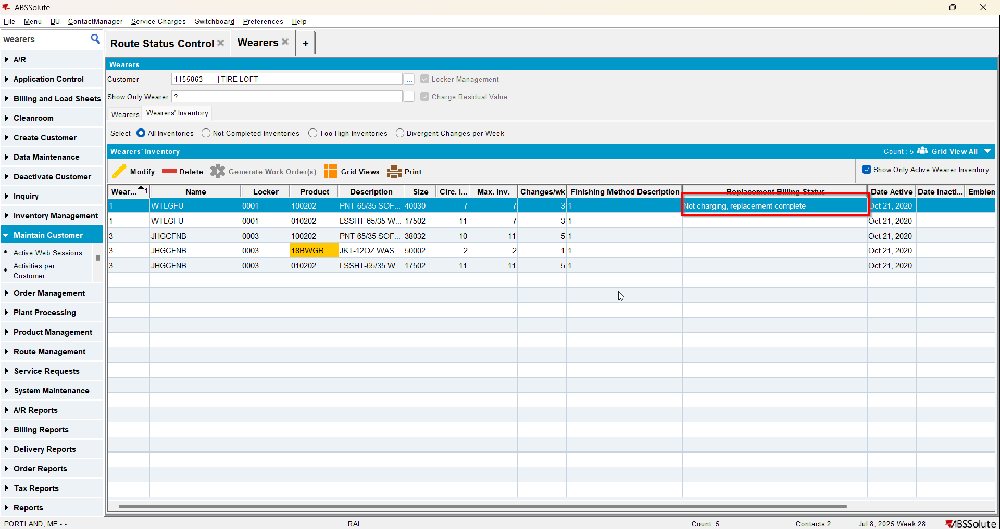 ABSSolute
File Menu BU ContactManager Service Charges Switchboard Preferences Help
wearers
Route Status Control
Wearers
+
A/R
Application Control
Billing and Load Sheets
Cleanroom
Create Customer
Data Maintenance
Deactivate Customer
Inquiry
Inventory Management
Maintain Customer
Active Web Sessions
Activities per
Customer
Order Management
Plant Processing
Product Management
Route Management
Service Requests
System Maintenance
A/R Reports
Billing Reports
Delivery Reports
Order Reports
Tax Reports
Reports
Wearers
Customer 1155863 | TIRE LOFT ... Locker Management
Show Only Wearer ? ... Charge Residual Value
Wearers Wearers' Inventory
Select All Inventories Not Completed Inventories Too High Inventories Divergent Changes per Week
Wearers' Inventory Count : 5 Grid View All
Modify Delete Generate Work Order(s) Grid Views Print Show Only Active Wearer Inventory
Wear... 1 Name Locker Product Description Size Circ. I... Max. Inv. Changes/wk Finishing Method Description Replacement Billing Status Date Active Date Inacti... Emblem
1 WTLGFU 0001 100202 PNT-65/35 SOF... 40030 7 7 3 1 Not charging, replacement complete Oct 21, 2020
1 WTLGFU 0001 010202 LSSHT-65/35 W... 17502 11 7 3 1 Oct 21, 2020
3 JHGCFNB 0003 100202 PNT-65/35 SOF... 38032 10 11 5 1 Oct 21, 2020
3 JHGCFNB 0003 18BWGR JKT-12OZ WAS... 50002 2 2 1 1 Oct 21, 2020
3 JHGCFNB 0003 010202 LSSHT-65/35 W... 17502 11 11 5 1 Oct 21, 2020
PORTLAND, ME - - RAL Count: 5 Contacts 2 Jul 8, 2025 Week 28 ABSSolute